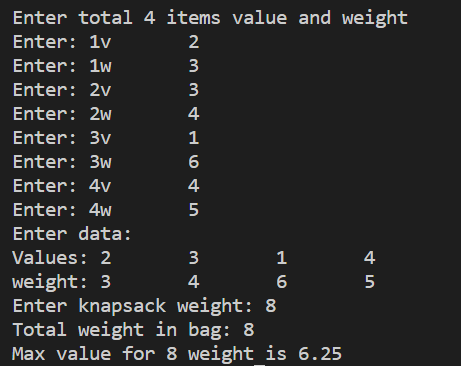 Enter total 4 items value and weight
Enter: 1v 2
Enter: 1w 3
Enter: 2v 3
Enter: 2w 4
Enter: 3v 1
Enter: 3w 6
Enter: 4v 4
Enter: 4w 5
Enter data:
Values: 2 3 1 4
weight: 3 4 6 5
Enter knapsack weight: 8
Total weight in bag: 8
Max value for 8 weight is 6.25